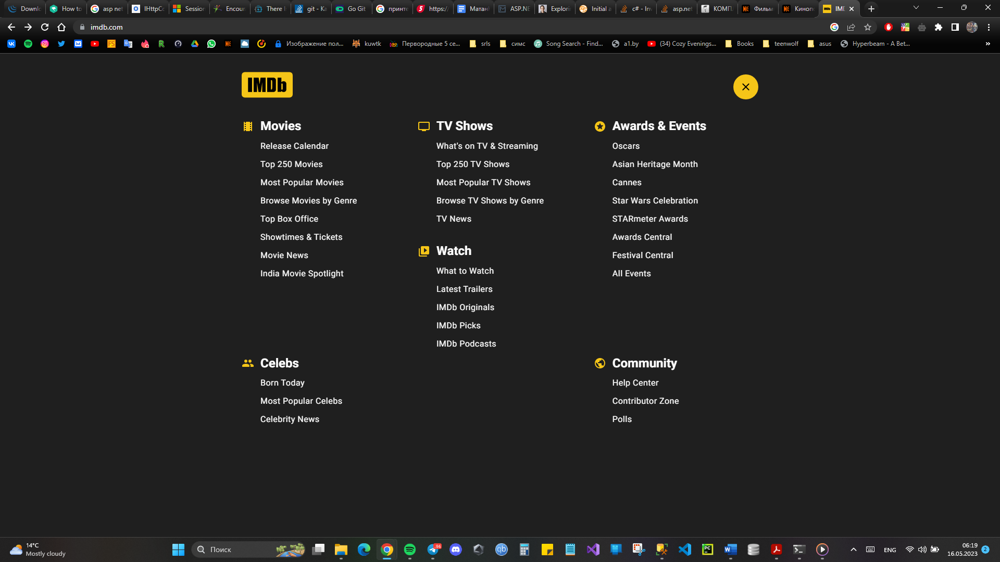 Downlo
How to
asp net
IHttpCo
Session
Encour
There i
git - Ка
Go Git
принте
https:/
Матан
ASP.NE
Explori
Initial a
c# - Inv
asp.net
КОМП
Фильм
Кинопо
IMD
imdb.com
Изображение пол...
kuwtk
Первородные 5 се...
srls
симс
Song Search - Find...
a1.by
(34) Cozy Evenings...
Books
teenwolf
asus
Hyperbeam - A Bet...
»
IMDb
Movies
Release Calendar
Top 250 Movies
Most Popular Movies
Browse Movies by Genre
Top Box Office
Showtimes & Tickets
Movie News
India Movie Spotlight
TV Shows
What's on TV & Streaming
Top 250 TV Shows
Most Popular TV Shows
Browse TV Shows by Genre
TV News
Watch
What to Watch
Latest Trailers
IMDb Originals
IMDb Picks
IMDb Podcasts
Awards & Events
Oscars
Asian Heritage Month
Cannes
Star Wars Celebration
STARmeter Awards
Awards Central
Festival Central
All Events
Celebs
Born Today
Most Popular Celebs
Celebrity News
Community
Help Center
Contributor Zone
Polls
14°C
Mostly cloudy
Поиск
96
ENG
06:19
16.05.2023
2